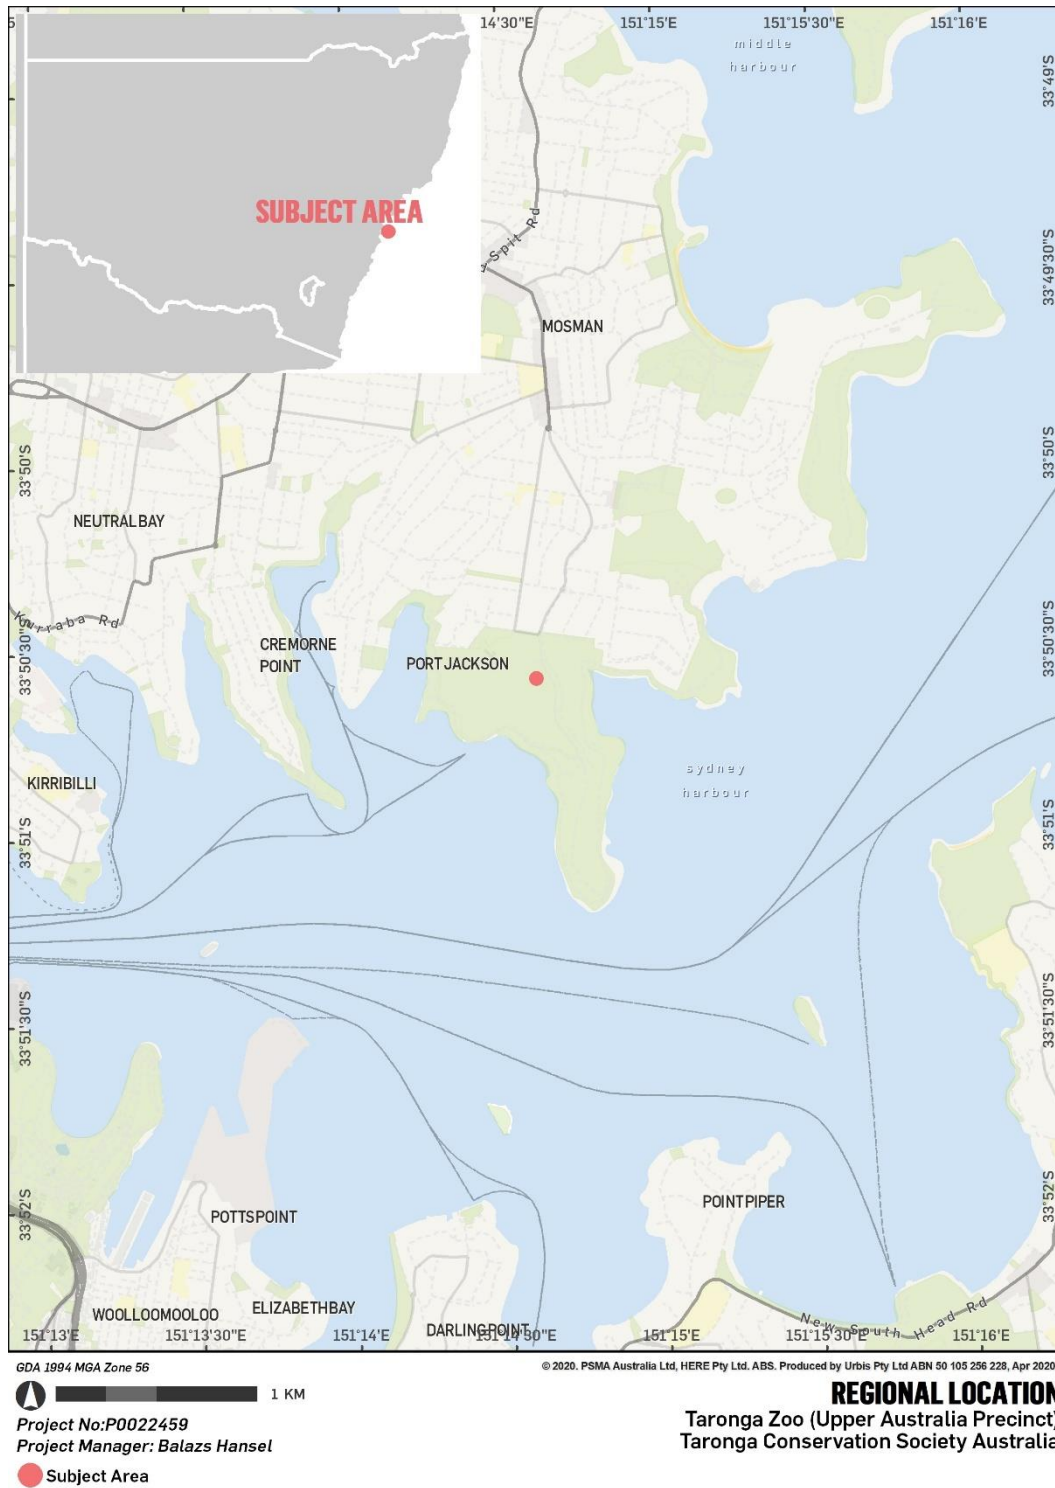 14'30"E
151°15'E
151°15'30"E
151°16'E
middle
harbour
33°49'S
SUBJECT AREA
Spit Rd
33°49'30"S
MOSMAN
33°50'S
33°50'S
NEUTRAL BAY
Kurraba Rd
CREMORNE
POINT
PORT JACKSON
33°50'30"S
33°50'30"S
KIRRIBILLI
sydney
harbour
33°51'S
33°51'S
33°51'30"S
33°51'30"S
33°52'S
33°52'S
POTTS POINT
POINT PIPER
WOOLLOOMOOLOO
ELIZABETH BAY
DARLING POINT
New South Head Rd
151°13'E
151°13'30"E
151°14'E
151°14'30"E
151°15'E
151°15'30"E
151°16'E
GDA 1994 MGA Zone 56
© 2020. PSMA Australia Ltd, HERE Pty Ltd. ABS. Produced by Urbis Pty Ltd ABN 50 105 256 228, Apr 2020
1 KM
REGIONAL LOCATION
Taronga Zoo (Upper Australia Precinct)
Taronga Conservation Society Australia
Project No:P0022459
Project Manager: Balazs Hansel
Subject Area